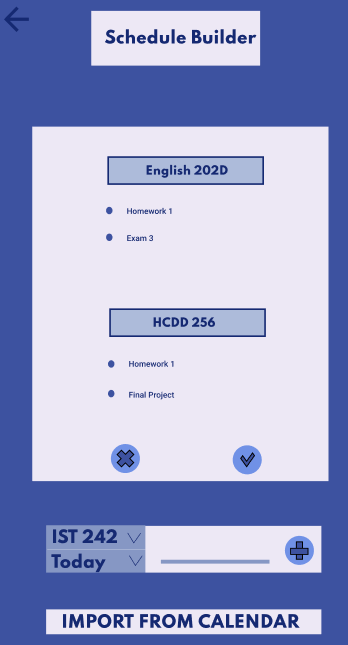 Schedule Builder
English 202D
Homework 1
Exam 3
HCDD 256
Homework 1
Final Project
IST 242
Today
IMPORT FROM CALENDAR